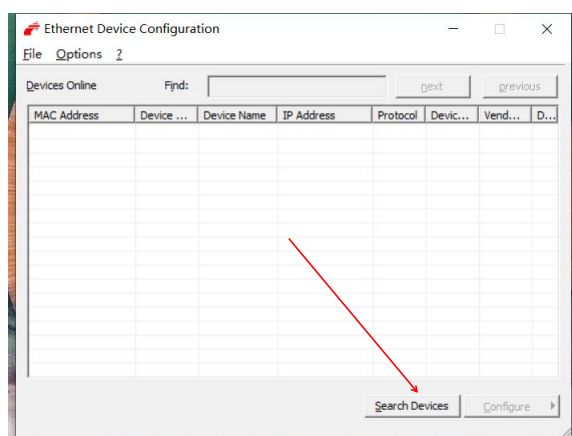 Ethernet Device Configuration
File Options ?
Devices Online Find: next previous
MAC Address Device ... Device Name IP Address Protocol Devic... Vend... D...
Search Devices Configure